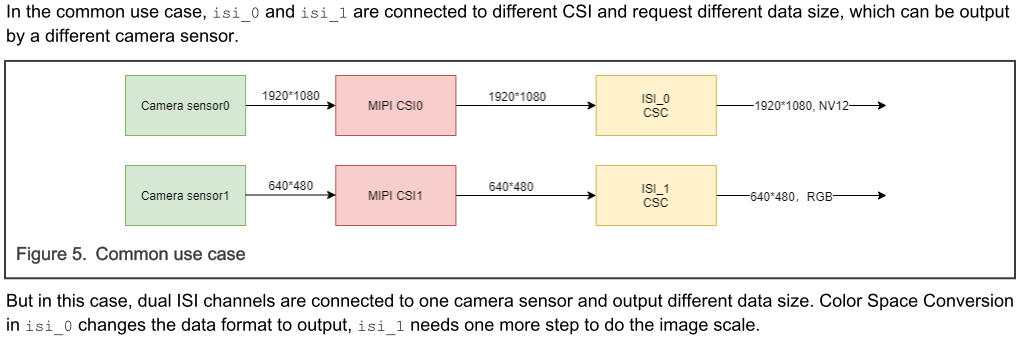 In the common use case, isi_0 and isi_1 are connected to different CSI and request different data size, which can be output
by a different camera sensor.
Camera sensor0
1920*1080
MIPI CSI0
1920*1080
ISI_0
CSC
1920*1080, NV12
Camera sensor1
640*480
MIPI CSI1
640*480
ISI_1
CSC
640*480, RGB
Figure 5. Common use case
But in this case, dual ISI channels are connected to one camera sensor and output different data size. Color Space Conversion
in isi_0 changes the data format to output, isi_1 needs one more step to do the image scale.